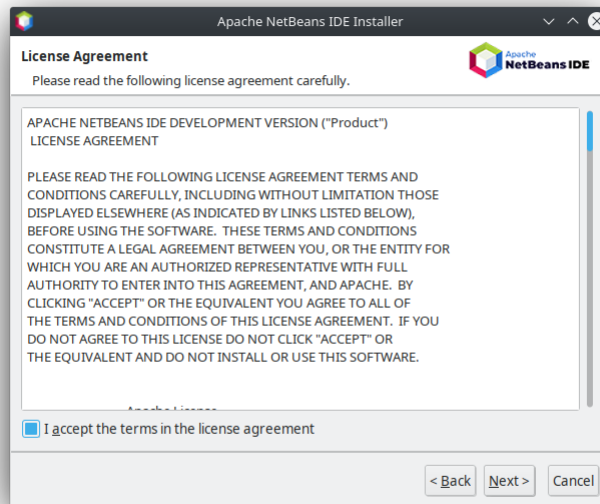 Apache NetBeans IDE Installer
License Agreement
Please read the following license agreement carefully.
Apache
NetBeans IDE
APACHE NETBEANS IDE DEVELOPMENT VERSION ("Product")
LICENSE AGREEMENT
PLEASE READ THE FOLLOWING LICENSE AGREEMENT TERMS AND
CONDITIONS CAREFULLY, INCLUDING WITHOUT LIMITATION THOSE
DISPLAYED ELSEWHERE (AS INDICATED BY LINKS LISTED BELOW),
BEFORE USING THE SOFTWARE.  THESE TERMS AND CONDITIONS
CONSTITUTE A LEGAL AGREEMENT BETWEEN YOU, OR THE ENTITY FOR
WHICH YOU ARE AN AUTHORIZED REPRESENTATIVE WITH FULL
AUTHORITY TO ENTER INTO THIS AGREEMENT, AND APACHE.  BY
CLICKING "ACCEPT" OR THE EQUIVALENT YOU AGREE TO ALL OF
THE TERMS AND CONDITIONS OF THIS LICENSE AGREEMENT.  IF YOU
DO NOT AGREE TO THIS LICENSE DO NOT CLICK "ACCEPT" OR
THE EQUIVALENT AND DO NOT INSTALL OR USE THIS SOFTWARE.
Apache License
I accept the terms in the license agreement
< Back
Next >
Cancel